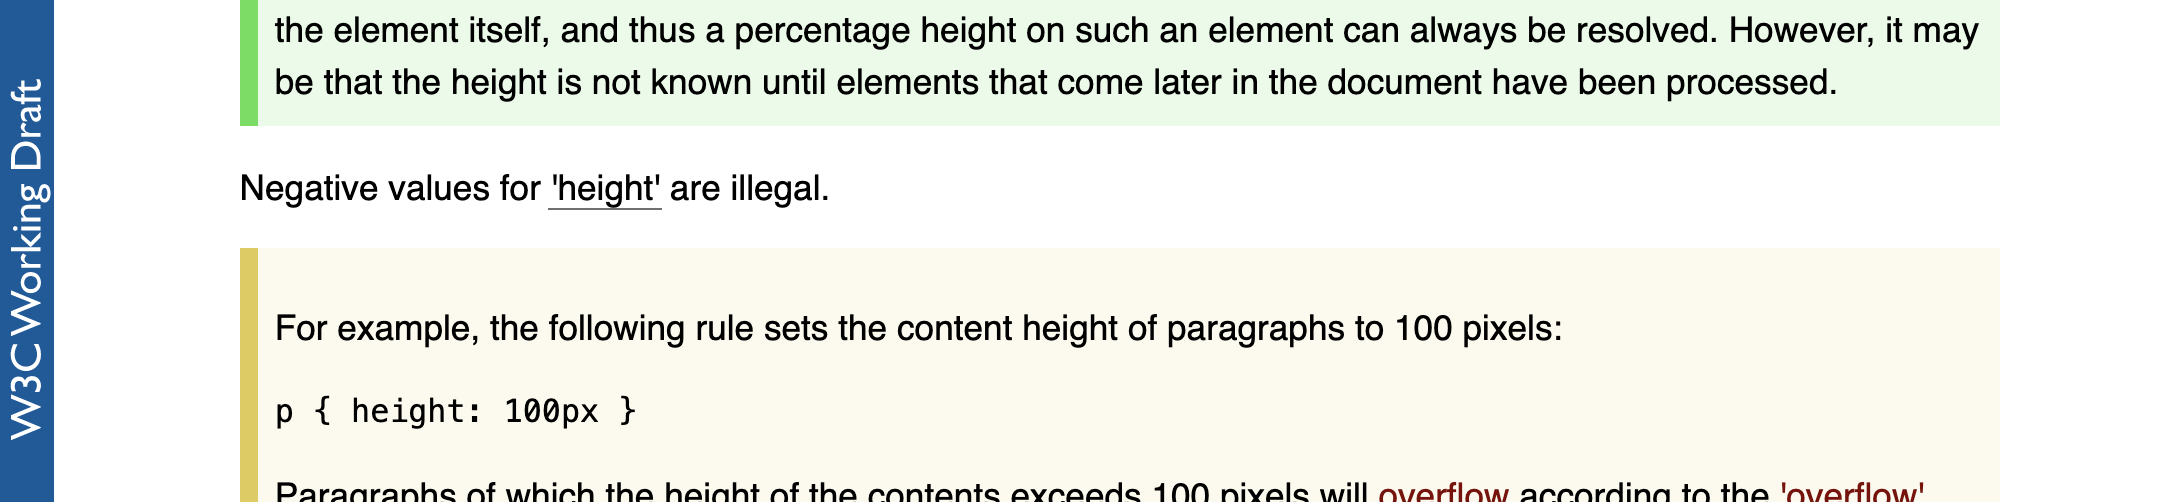 W3C Working Draft
the element itself, and thus a percentage height on such an element can always be resolved. However, it may
be that the height is not known until elements that come later in the document have been processed.
Negative values for 'height' are illegal.
For example, the following rule sets the content height of paragraphs to 100 pixels:
p { height: 100px }
Paragraphs of which the height of the contents exceeds 100 pixels will overflow according to the 'overflow'